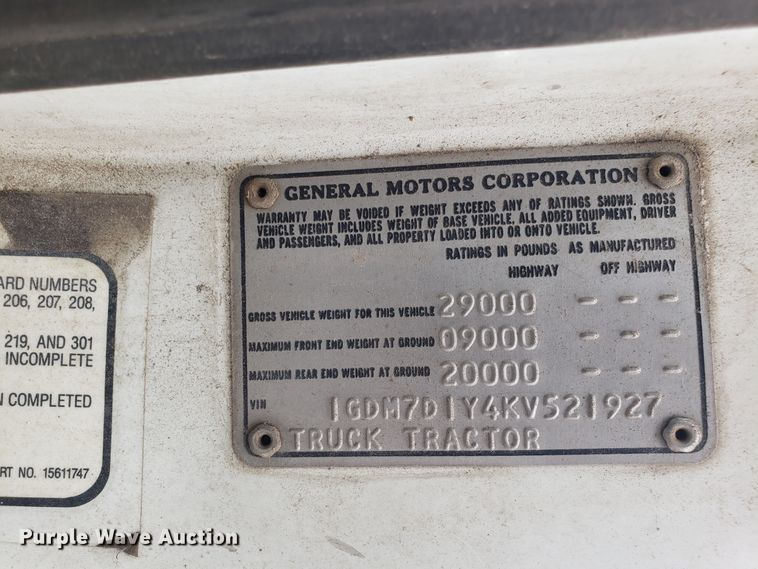 ARD NUMBERS
206, 207, 208,
219, AND 301
INCOMPLETE
N COMPLETED
RT NO. 15611747
GENERAL MOTORS CORPORATION
WARRANTY MAY BE VOIDED IF WEIGHT EXCEEDS ANY OF RATINGS SHOWN. GROSS
VEHICLE WEIGHT INCLUDES WEIGHT OF BASE VEHICLE, ALL ADDED EQUIPMENT, DRIVER
AND PASSENGERS, AND ALL PROPERTY LOADED INTO OR ONTO VEHICLE.
RATINGS IN POUNDS AS MANUFACTURED
HIGHWAY OFF HIGHWAY
GROSS VEHICLE WEIGHT FOR THIS VEHICLE 29000 - - -
MAXIMUM FRONT END WEIGHT AT GROUND 09000 - - -
MAXIMUM REAR END WEIGHT AT GROUND 20000 - - -
VIN 1GDM7D1Y4KV521927
TRUCK TRACTOR
Purple Wave Auction